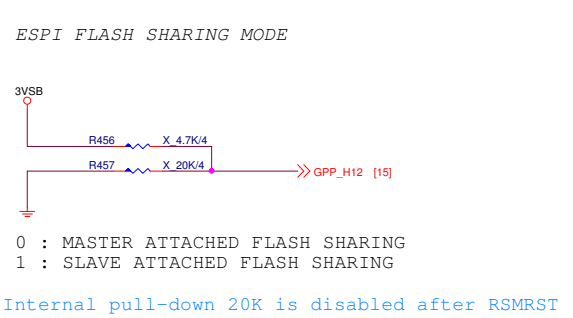 ESPI FLASH SHARING MODE
3VSB
R456 X_4.7K/4
R457 X_20K/4
GPP_H12 [15]
0 : MASTER ATTACHED FLASH SHARING
1 : SLAVE ATTACHED FLASH SHARING
Internal pull-down 20K is disabled after RSMRST